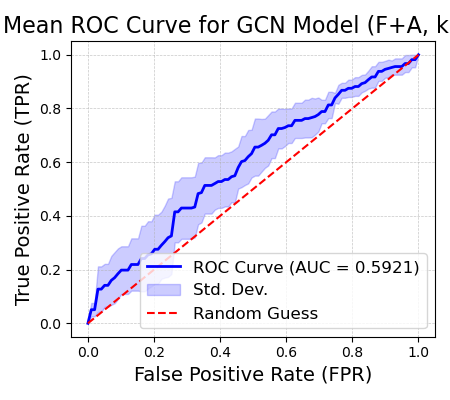 Mean ROC Curve for GCN Model (F+A, k
True Positive Rate (TPR)
1.0
0.8
0.6
0.4
0.2
0.0
ROC Curve (AUC = 0.5921)
Std. Dev.
Random Guess
0.0 0.2 0.4 0.6 0.8 1.0
False Positive Rate (FPR)